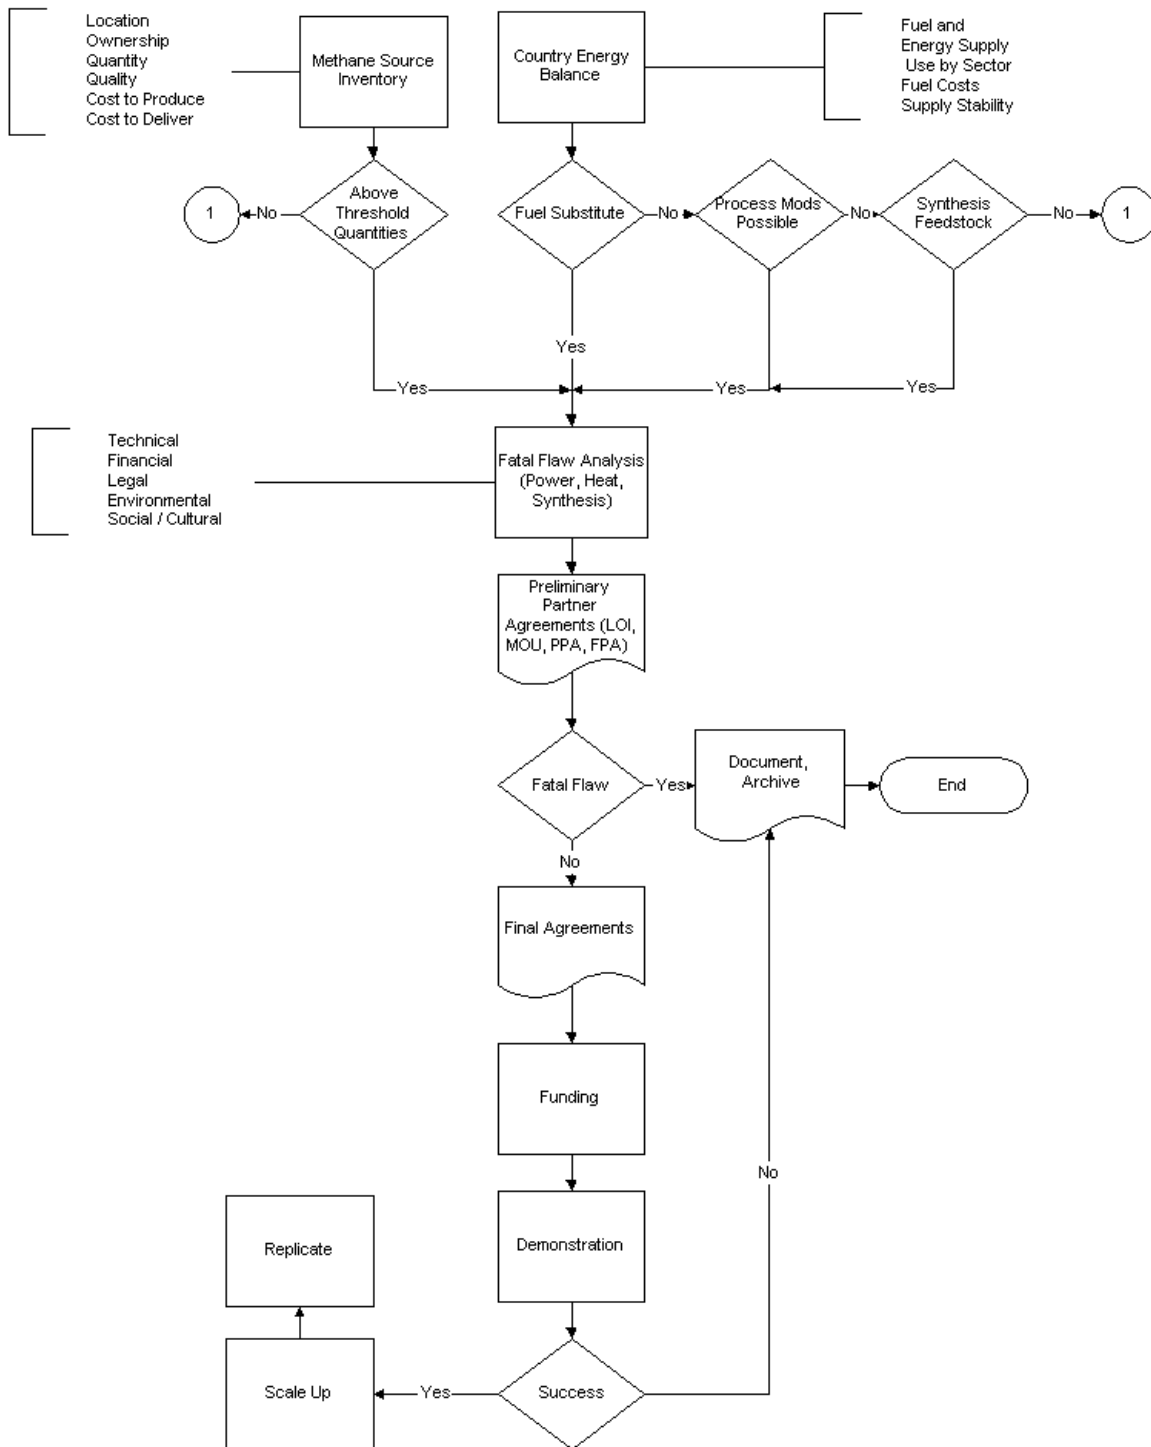 Location
Ownership
Quantity
Quality
Cost to Produce
Cost to Deliver
Methane Source
Inventory
Country Energy
Balance
Fuel and
Energy Supply
Use by Sector
Fuel Costs
Supply Stability
1
No
Above
Threshold
Quantities
Fuel Substitute
No
Process Mods
Possible
No
Synthesis
Feedstock
No
1
Yes
Yes
Yes
Yes
Technical
Financial
Legal
Environmental
Social / Cultural
Fatal Flaw Analysis
(Power, Heat,
Synthesis)
Preliminary
Partner
Agreements (LOI,
MOU, PPA, FPA)
Fatal Flaw
Yes
Document,
Archive
End
No
Final Agreements
Funding
No
Replicate
Demonstration
Scale Up
Yes
Success